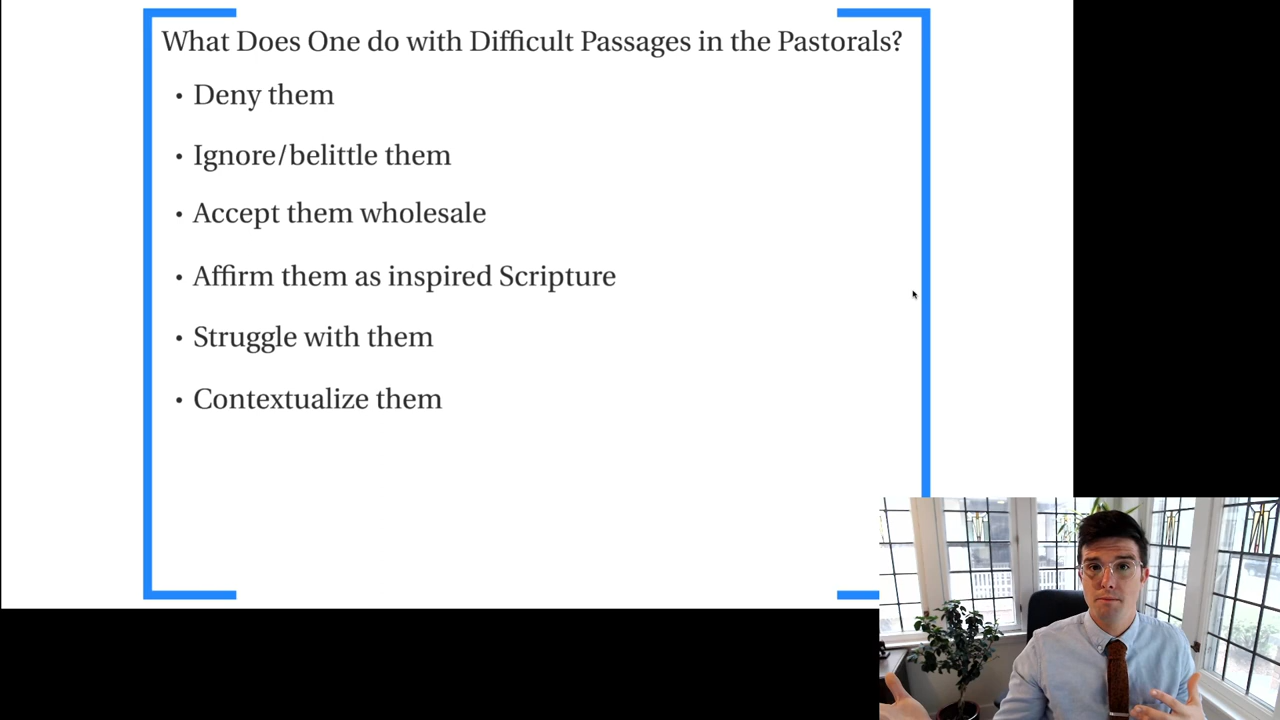 What Does One do with Difficult Passages in the Pastorals?
• Deny them
• Ignore/belittle them
• Accept them wholesale
• Affirm them as inspired Scripture
• Struggle with them
• Contextualize them